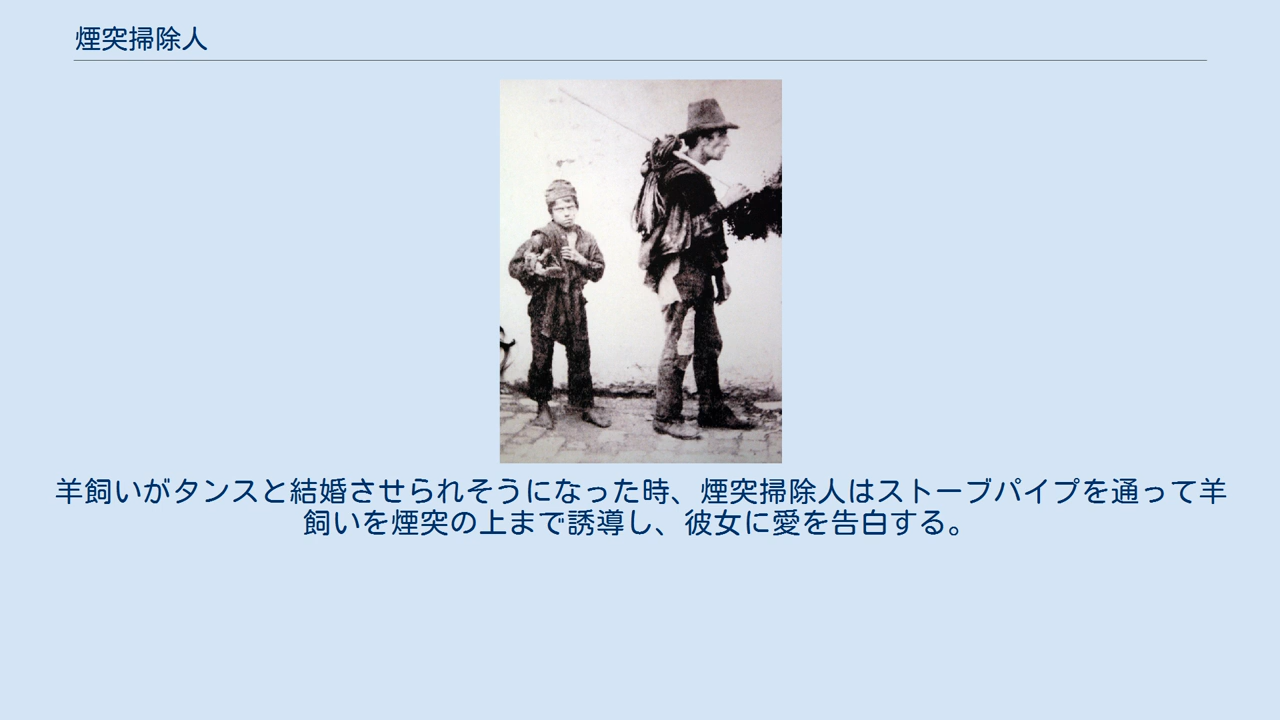 煙突掃除人
羊飼いがタンスと結婚させられそうになった時、煙突掃除人はストーブパイプを通って羊
飼いを煙突の上まで誘導し、彼女に愛を告白する。